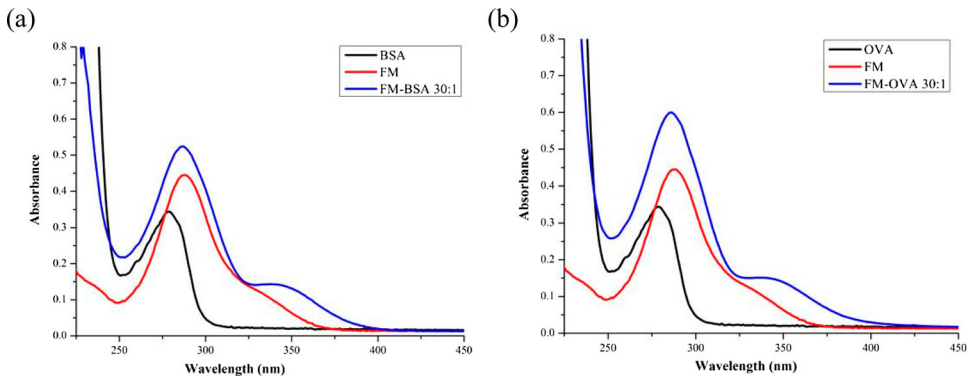 (a)
0.8
0.7
0.6
0.5
0.4
0.3
0.2
0.1
0.0
Absorbance
250 300 350 400 450
Wavelength (nm)
BSA
FM
FM-BSA 30:1
(b)
0.8
0.7
0.6
0.5
0.4
0.3
0.2
0.1
0.0
Absorbance
250 300 350 400 450
Wavelength (nm)
OVA
FM
FM-OVA 30:1